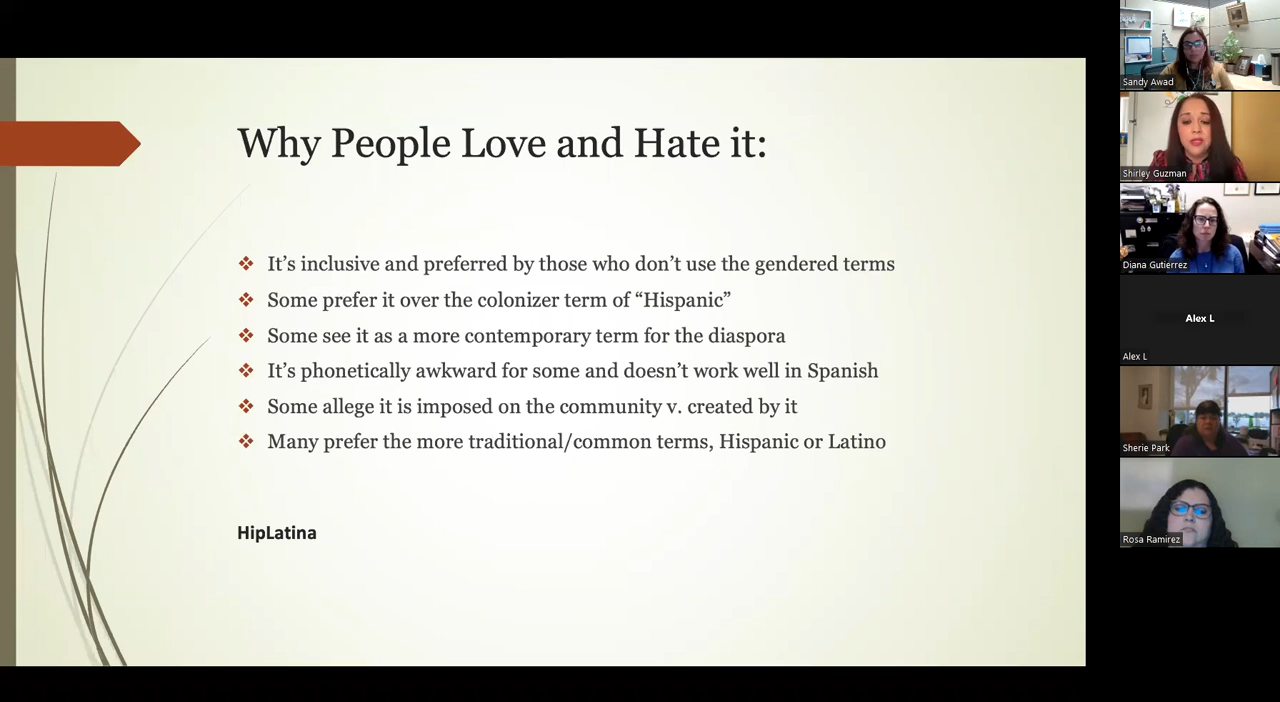 Why People Love and Hate it:
❖ It’s inclusive and preferred by those who don’t use the gendered terms
❖ Some prefer it over the colonizer term of “Hispanic”
❖ Some see it as a more contemporary term for the diaspora
❖ It’s phonetically awkward for some and doesn’t work well in Spanish
❖ Some allege it is imposed on the community v. created by it
❖ Many prefer the more traditional/common terms, Hispanic or Latino
HipLatina
Sandy Awad
Shirley Guzman
Diana Gutierrez
Alex L
Alex L
Sherie Park
Rosa Ramirez